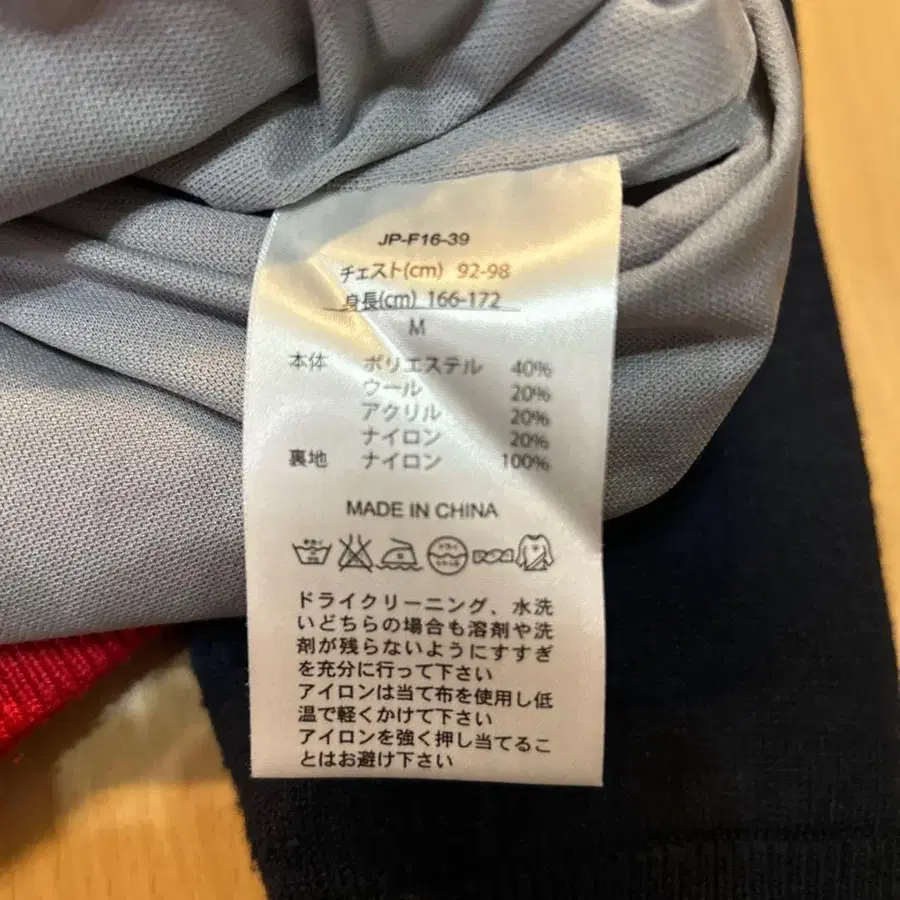 JP-F16-39
チェスト(cm) 92-98
身長(cm) 166-172
M
本体 ポリエステル 40%
ウール 20%
アクリル 20%
ナイロン 20%
裏地 ナイロン 100%
MADE IN CHINA
ドライクリーニング、水洗
いどちらの場合も溶剤や洗
剤が残らないようにすすぎ
を充分に行って下さい
アイロンは当て布を使用し低
温で軽くかけて下さい
アイロンを強く押し当てるこ
とはお避け下さい